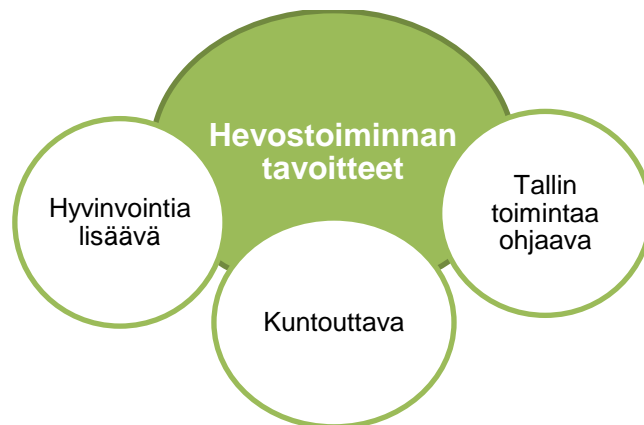 Hevostoiminnan
tavoitteet
Hyvinvointia
lisäävä
Kuntouttava
Tallin
toimintaa
ohjaava